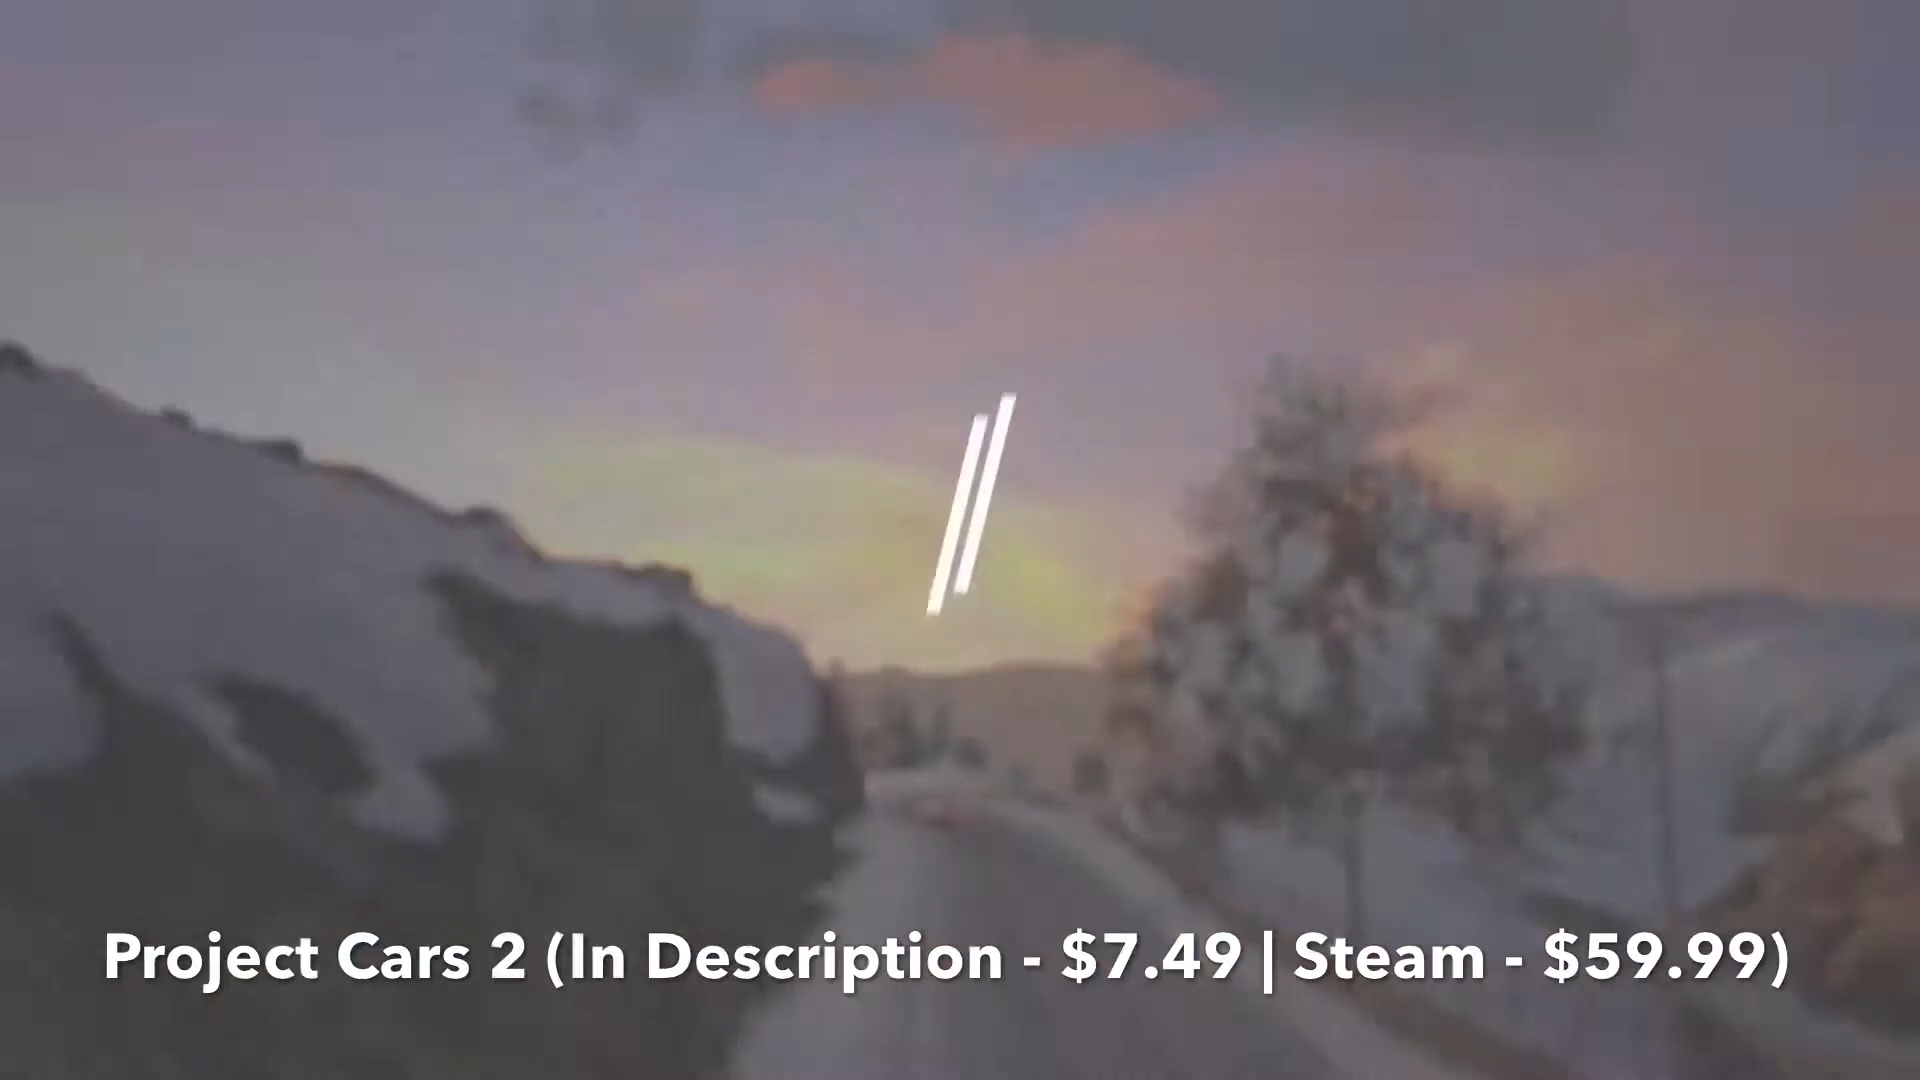 Project Cars 2 (In Description - $7.49 | Steam - $59.99)